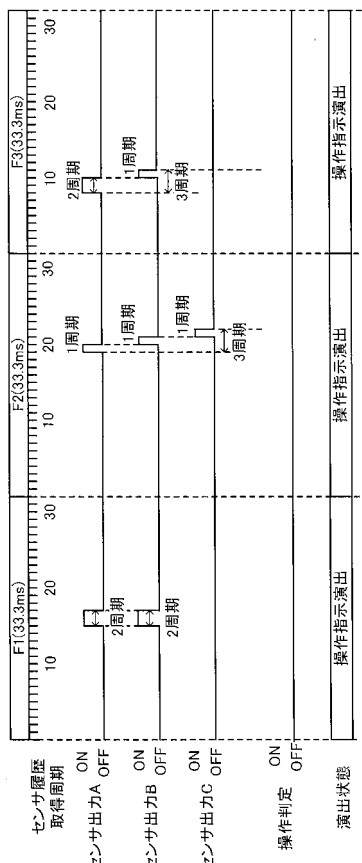 F1(33.3ms) F2(33.3ms) F3(33.3ms)
センサ履歴
取得周期
10 20 30 10 20 30 10 20 30
センサ出力A
ON
OFF
2周期
1周期
2周期
センサ出力B
ON
OFF
2周期
1周期
1周期
3周期
センサ出力C
ON
OFF
1周期
3周期
操作判定
ON
OFF
演出状態
操作指示演出 操作指示演出 操作指示演出